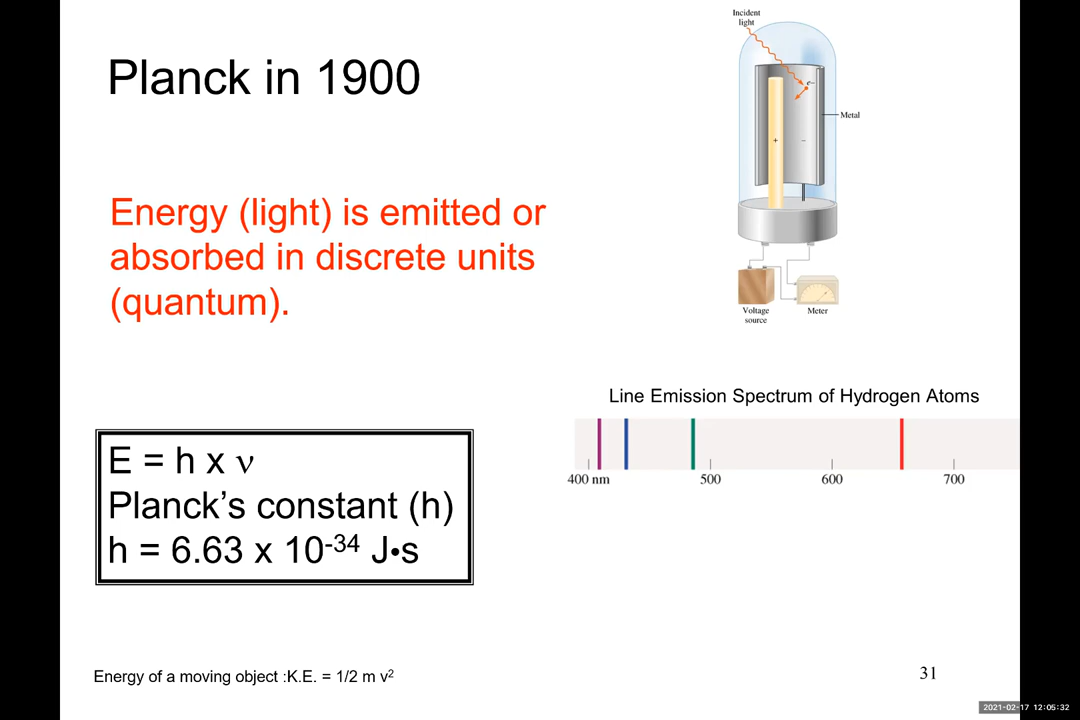 Planck in 1900
Incident
light
e−
Metal
+
−
Voltage
source
Meter
Energy (light) is emitted or
absorbed in discrete units
(quantum).
Line Emission Spectrum of Hydrogen Atoms
400 nm 500 600 700
E = h x ν
Planck’s constant (h)
h = 6.63 x 10⁻³⁴ J•s
Energy of a moving object :K.E. = 1/2 m v²
31
2021-02-17 12:05:32